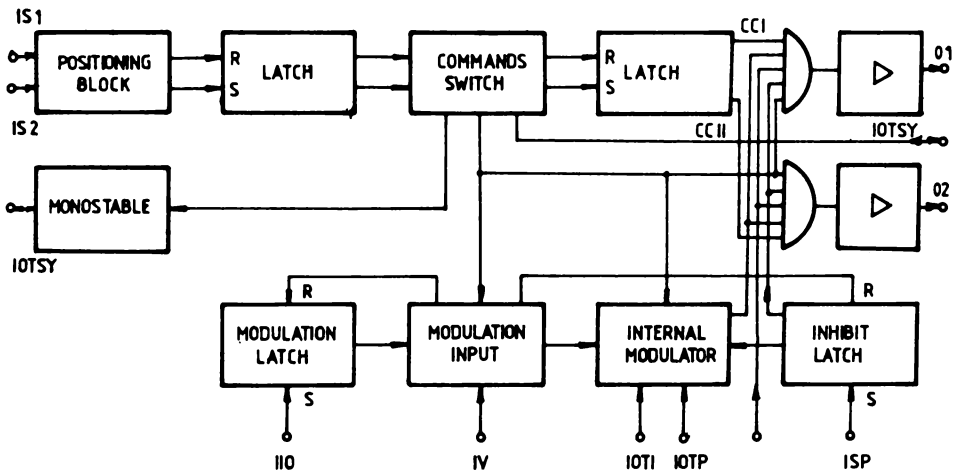 IS1
IS2
POSITIONING
BLOCK
R
S
LATCH
COMMANDS
SWITCH
R
S
LATCH
CCI
CCII
O1
IOTSY
O2
MONOSTABLE
IOTSY
R
MODULATION
LATCH
S
MODULATION
INPUT
INTERNAL
MODULATOR
R
INHIBIT
LATCH
S
IIO
IV
IOTI
IOTP
ISP